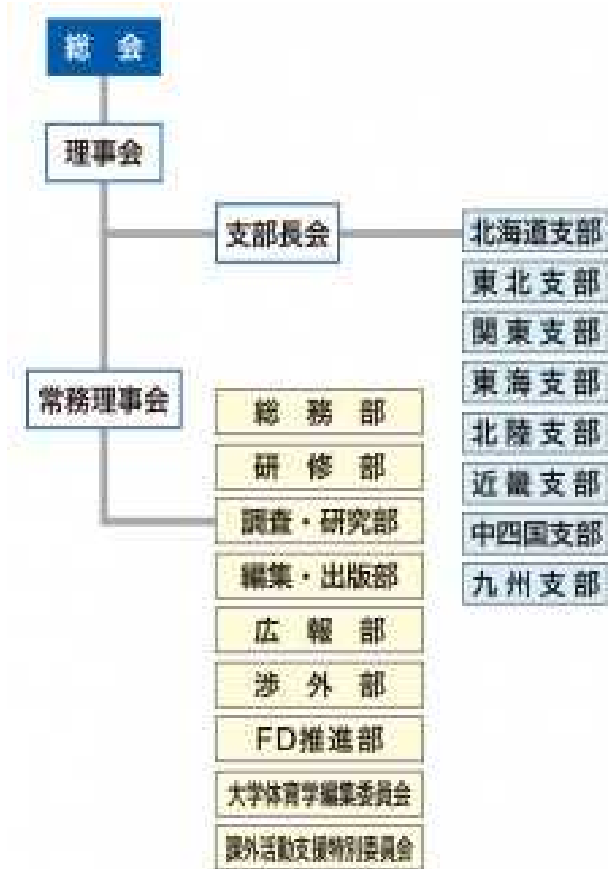 総会
理事会
支部長会
北海道支部
東北支部
関東支部
東海支部
北陸支部
近畿支部
中四国支部
九州支部
常務理事会
総務部
研修部
調査・研究部
編集・出版部
広報部
渉外部
FD推進部
大学体育学編集委員会
課外活動支援特別委員会